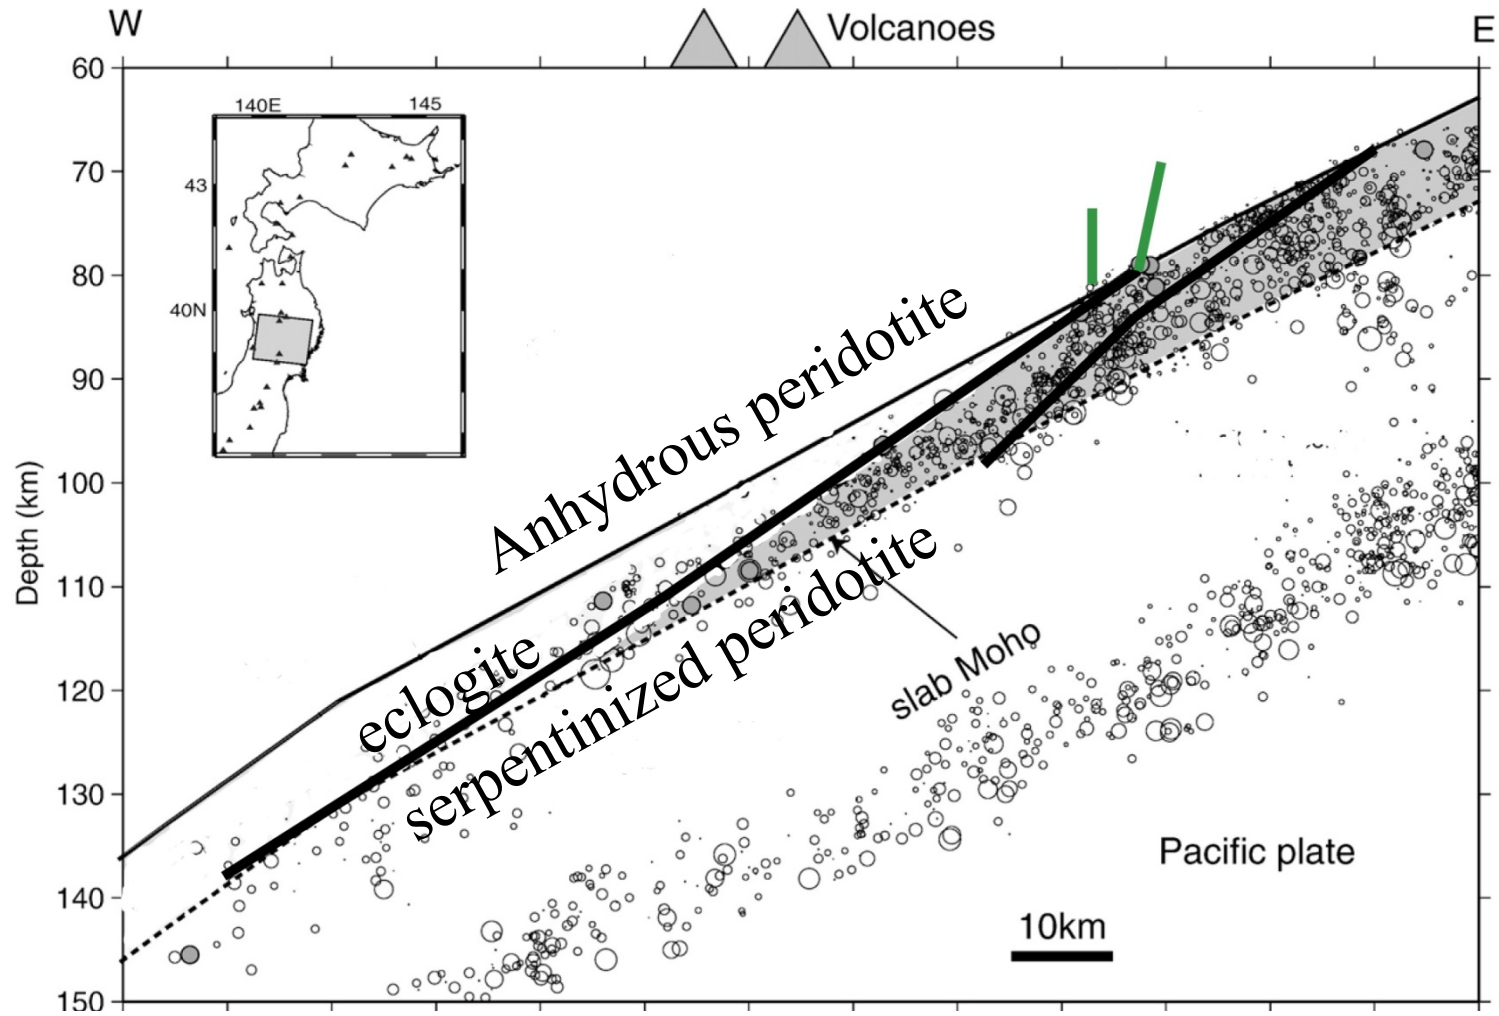 W
Volcanoes
E
60
70
80
90
100
110
120
130
140
150
Depth (km)
140E
145
43
40N
Anhydrous peridotite
eclogite
serpentinized peridotite
slab Moho
Pacific plate
10km